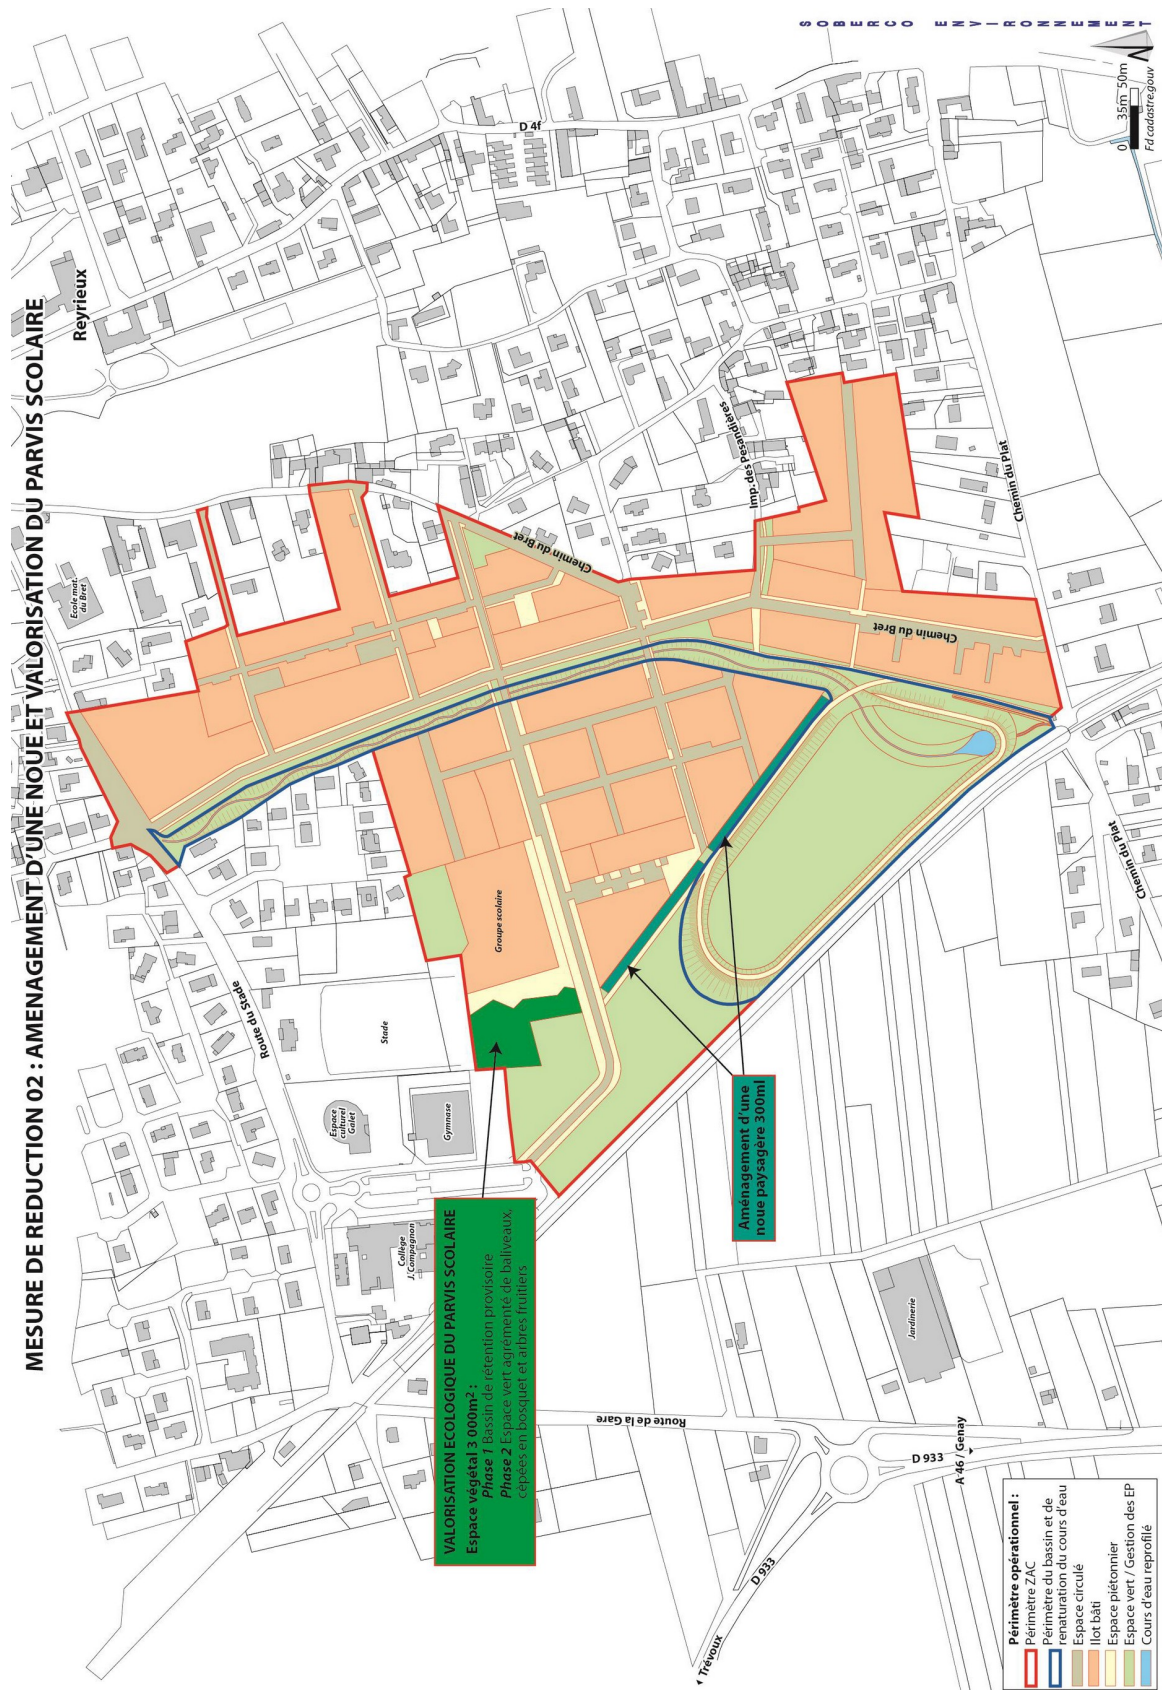 MESURE DE REDUCTION 02 : AMENAGEMENT D'UNE NOUE ET VALORISATION DU PARVIS SCOLAIRE
SOBERCO ENVIRONNEMENT
Reyrieux
D 4f
Ecole mat.
du Bret
Route du Stade
Stade
Groupe scolaire
Espace
culturel
Galet
Gymnase
Collège
J. Compagnon
Chemin du Bret
Imp. des Pesandières
Chemin du Bret
Chemin du Plat
Chemin du Plat
VALORISATION ECOLOGIQUE DU PARVIS SCOLAIRE
Espace végétal 3 000m² :
Phase 1 Bassin de rétention provisoire
Phase 2 Espace vert agrémenté de baliveaux,
cépées en bosquet et arbres fruitiers
Aménagement d'une
noue paysagère 300ml
Jardinerie
Route de la Gare
D 933
A 46 / Genay
D 933
Trévoux
Périmètre opérationnel :
Périmètre ZAC
Périmètre du bassin et de
renaturation du cours d'eau
Espace circulé
Ilot bâti
Espace piétonnier
Espace vert / Gestion des EP
Cours d'eau reprofilé
N
0 35m 50m
Fd cadastre.gouv